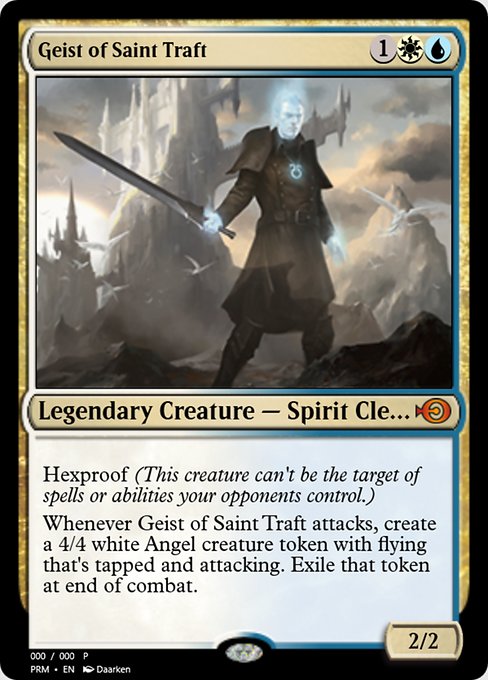 Geist of Saint Traft 1
Legendary Creature — Spirit Cle...
Hexproof (This creature can't be the target of
spells or abilities your opponents control.)
Whenever Geist of Saint Traft attacks, create
a 4/4 white Angel creature token with flying
that's tapped and attacking. Exile that token
at end of combat.
2/2
000 / 000 P
PRM • EN Daarken